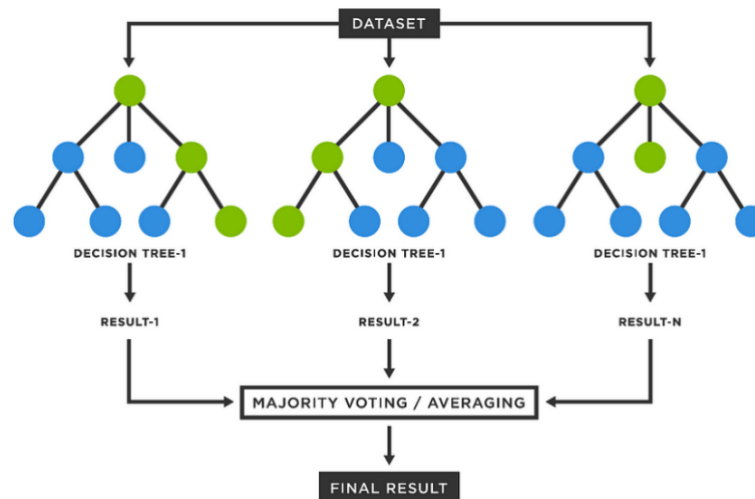 DATASET
DECISION TREE-1
DECISION TREE-1
DECISION TREE-1
RESULT-1
RESULT-2
RESULT-N
MAJORITY VOTING / AVERAGING
FINAL RESULT